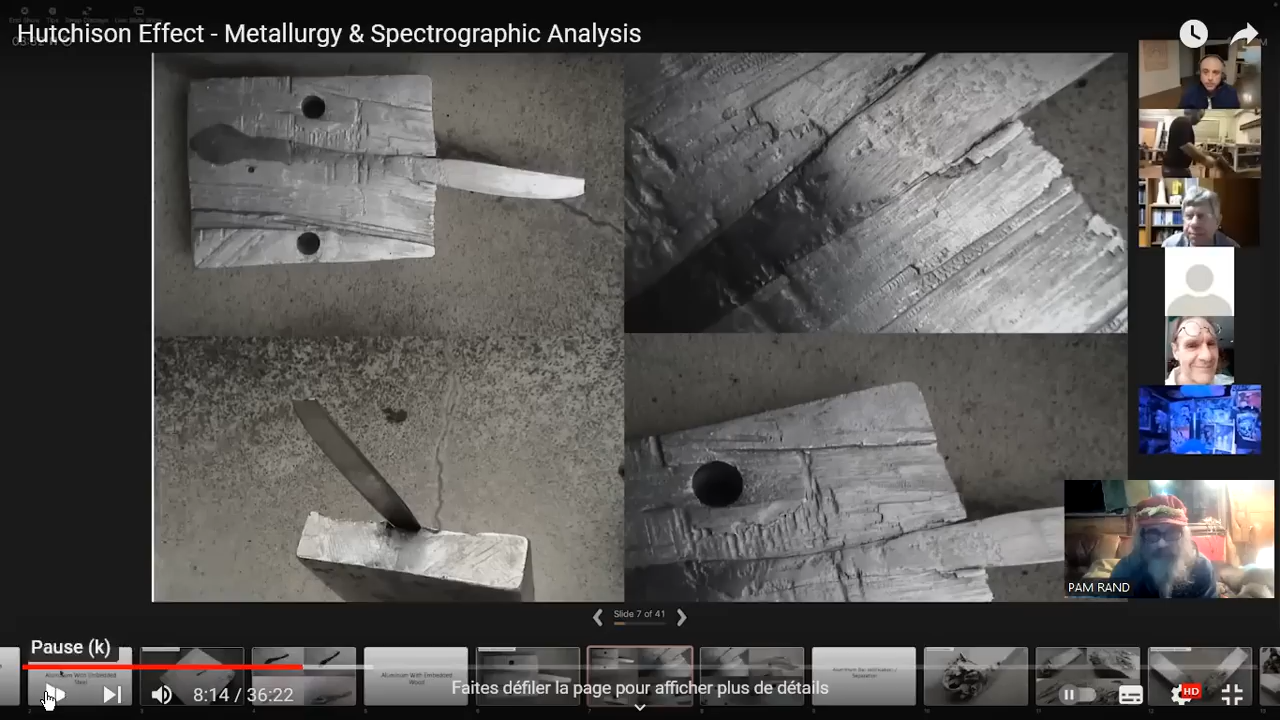 Hutchison Effect - Metallurgy & Spectrographic Analysis
PAM RAND
Slide 7 of 41
Pause (k)
Aluminum With Embedded
Steel
Aluminum With Embedded
Wood
8:14 / 36:22
Faites défiler la page pour afficher plus de détails
HD